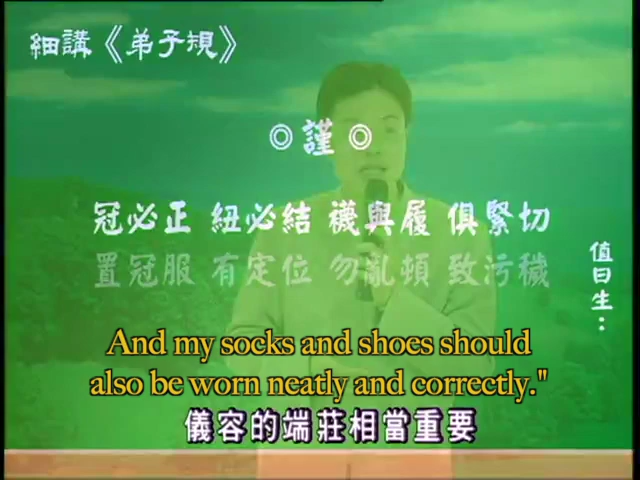 細講《弟子規》
◎謹◎
冠必正 紐必結 襪與履 俱緊切
置冠服 有定位 勿亂頓 致污穢
值日生：
And my socks and shoes should
also be worn neatly and correctly."
儀容的端莊相當重要